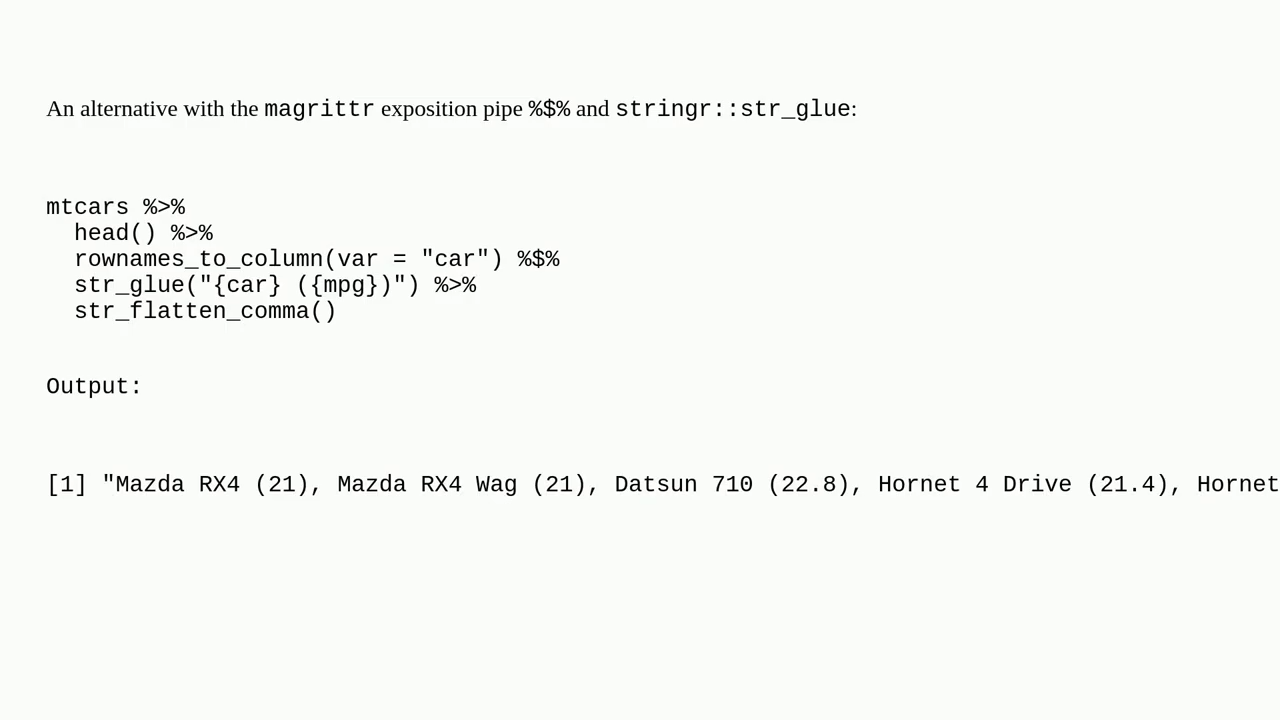 An alternative with the magrittr exposition pipe %$% and stringr::str_glue:
mtcars %>%
  head() %>%
  rownames_to_column(var = "car") %$%
  str_glue("{car} ({mpg})") %>%
  str_flatten_comma()
Output:
[1] "Mazda RX4 (21), Mazda RX4 Wag (21), Datsun 710 (22.8), Hornet 4 Drive (21.4), Hornet